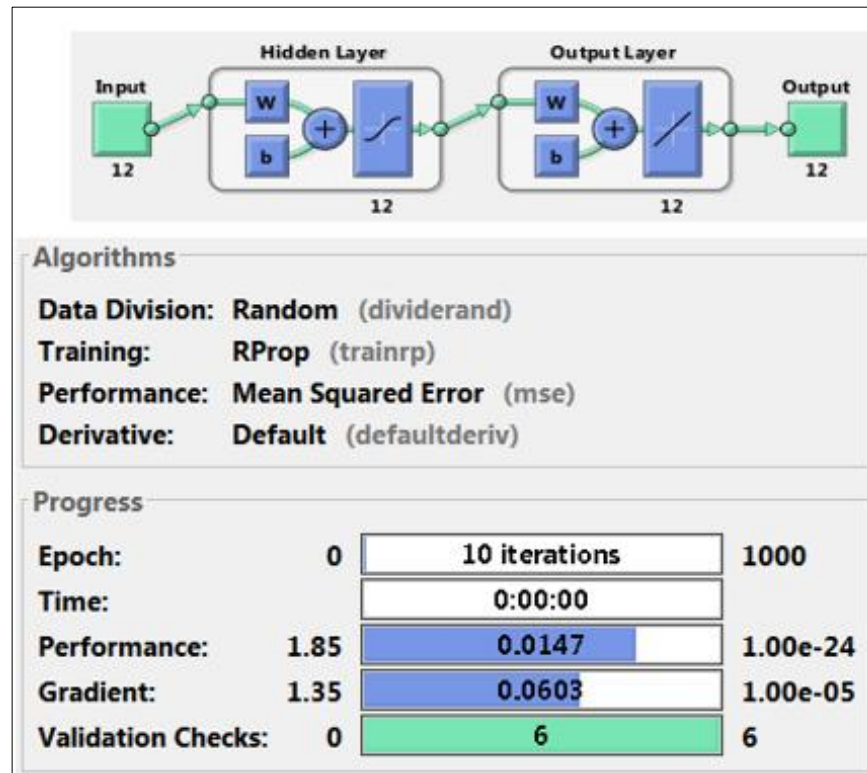 Hidden Layer Output Layer
Input Output
W W
+ +
b b
12 12
12 12
Algorithms
Data Division: Random (dividerand)
Training: RProp (trainrp)
Performance: Mean Squared Error (mse)
Derivative: Default (defaultderiv)
Progress
Epoch: 0 10 iterations 1000
Time: 0:00:00
Performance: 1.85 0.0147 1.00e-24
Gradient: 1.35 0.0603 1.00e-05
Validation Checks: 0 6 6